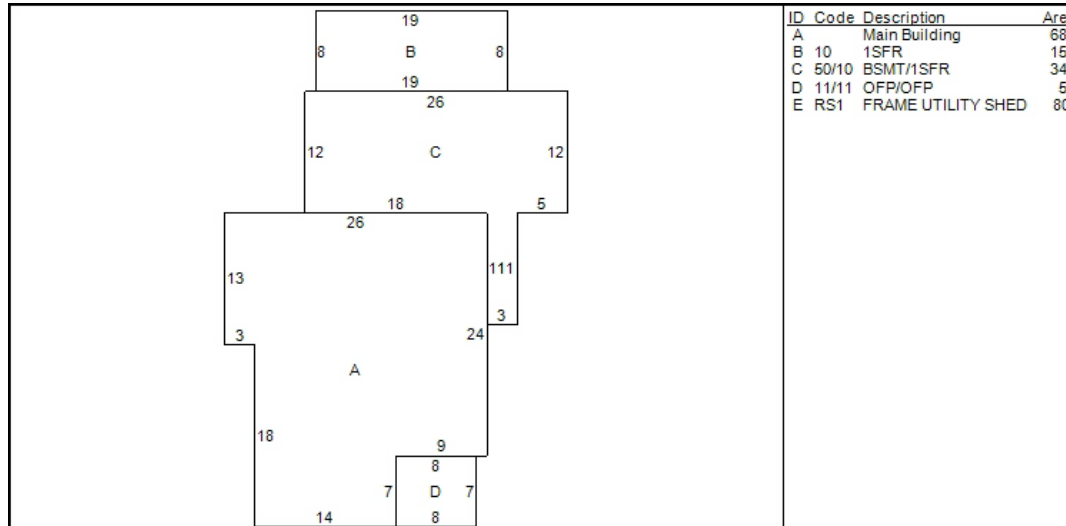 19
8 B 8
19
26
12 C 12
18 5
26
13 111
3
3 24
A
18
9
8
7 D 7
14 8
ID Code Description Are
A Main Building 68
B 10 1SFR 15
C 50/10 BSMT/1SFR 34
D 11/11 OFP/OFP 5
E RS1 FRAME UTILITY SHED 80